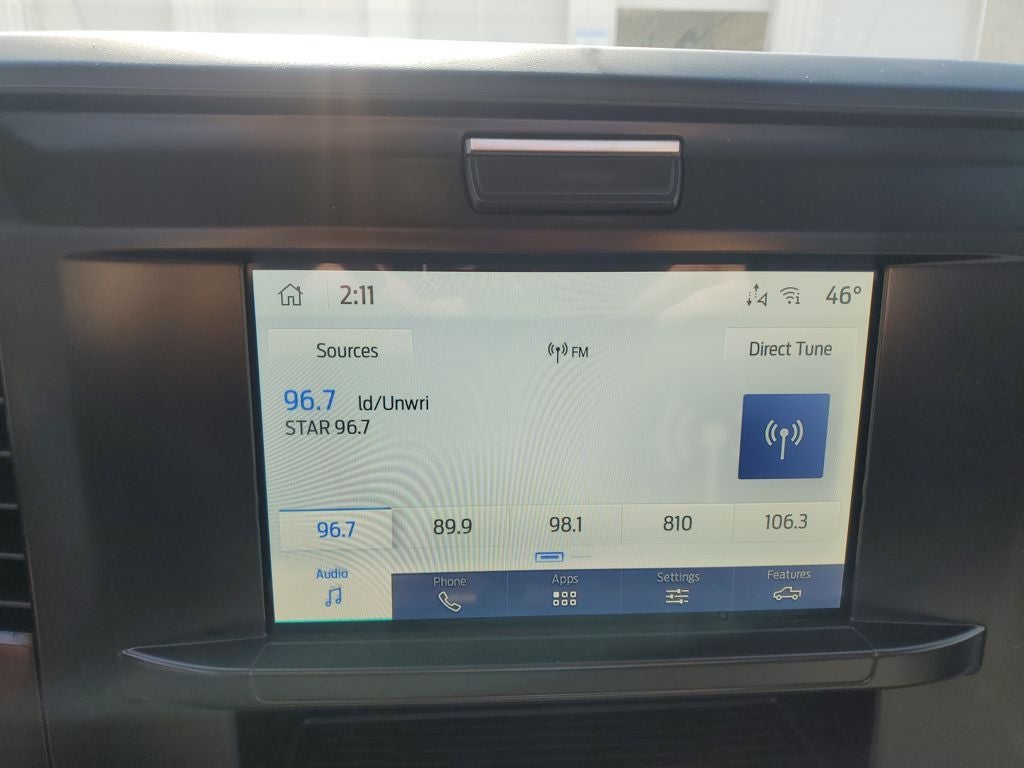 2:11 46°
Sources FM Direct Tune
96.7 ld/Unwri
STAR 96.7
96.7 89.9 98.1 810 106.3
Audio Phone Apps Settings Features